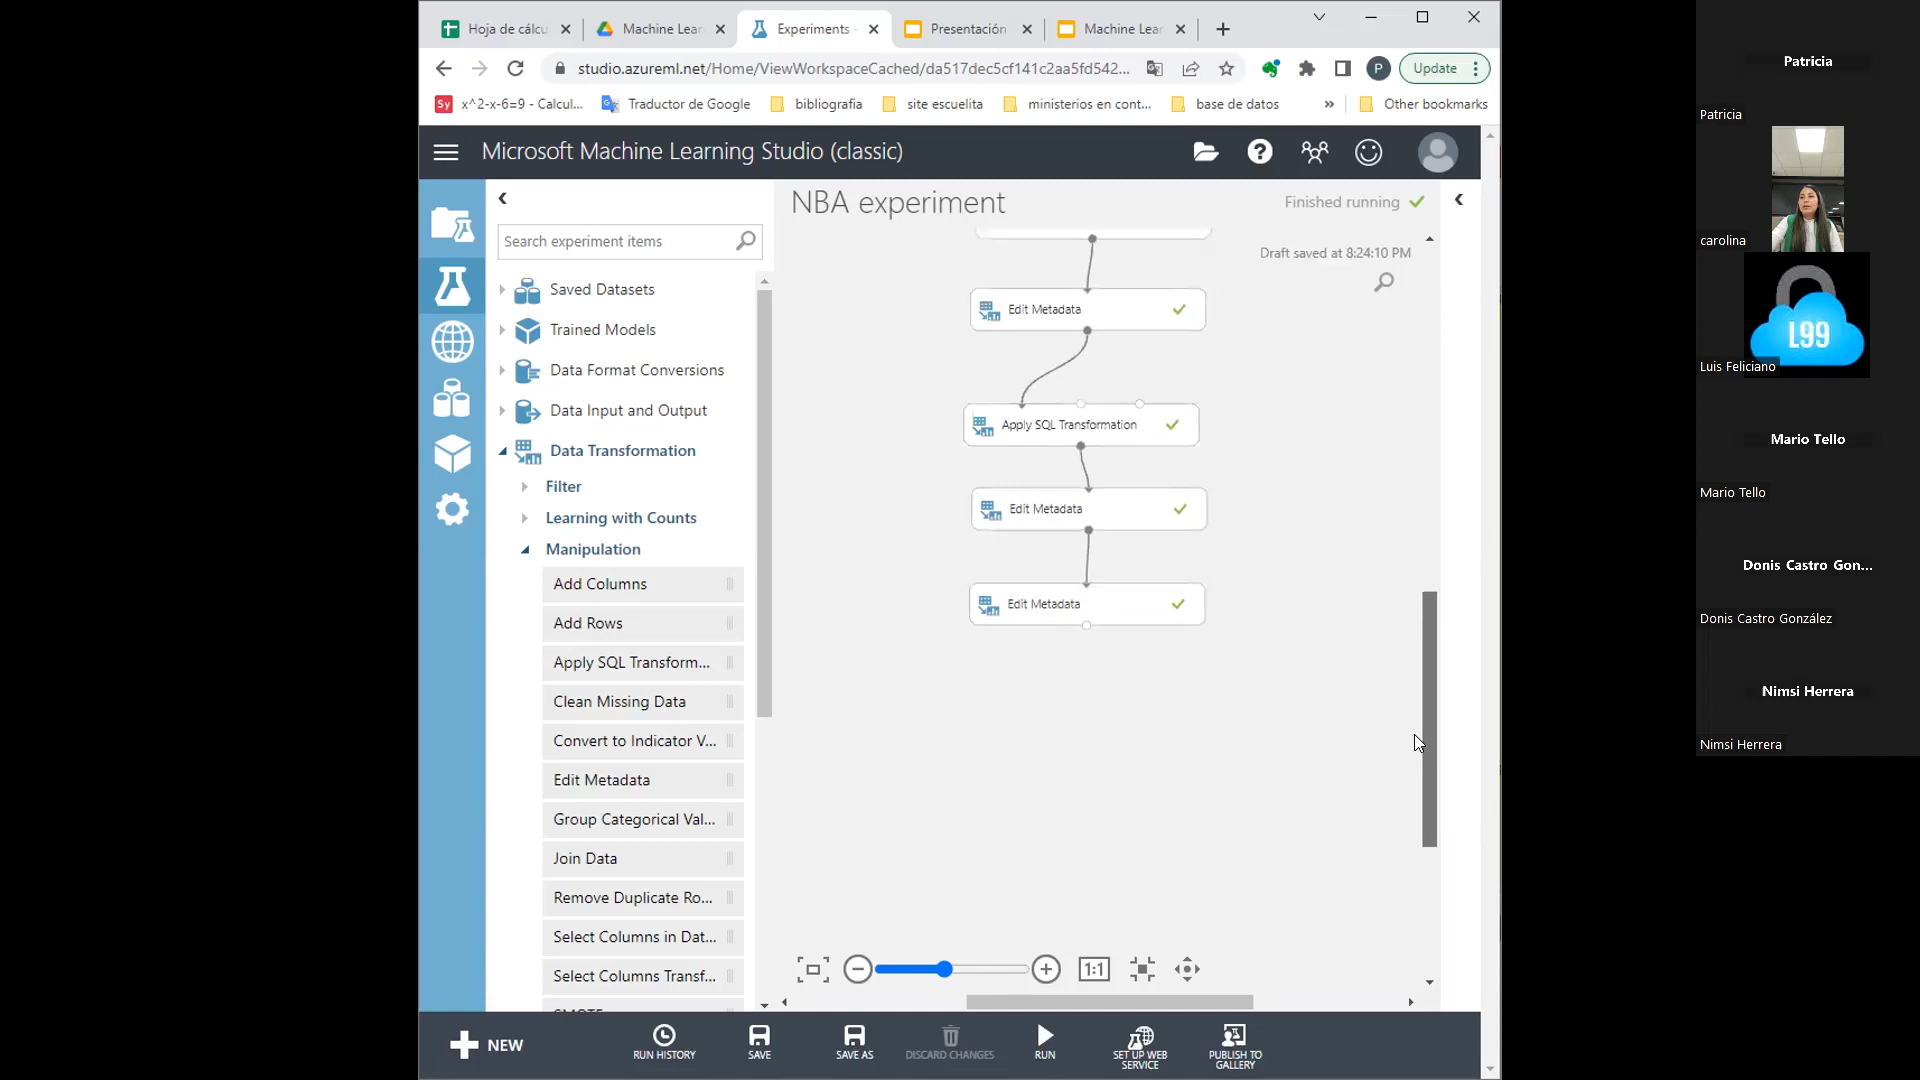 Hoja de cálcu
Machine Lear
Experiments -
Presentación
Machine Lear
studio.azureml.net/Home/ViewWorkspaceCached/da517dec5cf141c2aa5fd542...
P
Update
Sy
x^2-x-6=9 - Calcul...
Traductor de Google
bibliografia
site escuelita
ministerios en cont...
base de datos
»
Other bookmarks
Microsoft Machine Learning Studio (classic)
NBA experiment
Finished running
Draft saved at 8:24:10 PM
Search experiment items
Saved Datasets
Trained Models
Data Format Conversions
Data Input and Output
Data Transformation
Filter
Learning with Counts
Manipulation
Add Columns
Add Rows
Apply SQL Transform...
Clean Missing Data
Convert to Indicator V...
Edit Metadata
Group Categorical Val...
Join Data
Remove Duplicate Ro...
Select Columns in Dat...
Select Columns Transf...
SMOTE
Edit Metadata
Apply SQL Transformation
Edit Metadata
Edit Metadata
1:1
NEW
RUN HISTORY
SAVE
SAVE AS
DISCARD CHANGES
RUN
SET UP WEB
SERVICE
PUBLISH TO
GALLERY
Patricia
Patricia
carolina
L99
Luis Feliciano
Mario Tello
Mario Tello
Donis Castro Gon...
Donis Castro González
Nimsi Herrera
Nimsi Herrera